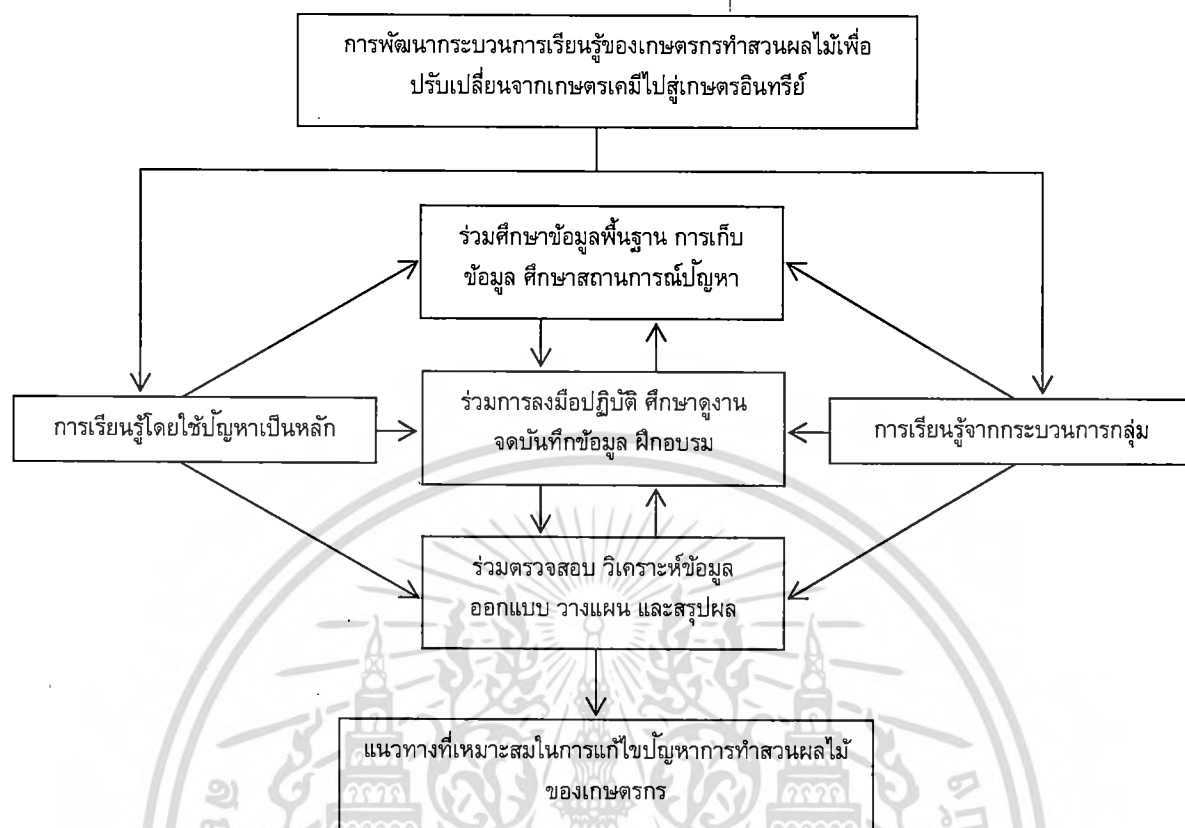 การพัฒนากระบวนการเรียนรู้ของเกษตรกรทำสวนผลไม้เพื่อ
ปรับเปลี่ยนจากเกษตรเคมีไปสู่เกษตรอินทรีย์
ร่วมศึกษาข้อมูลพื้นฐาน การเก็บ
ข้อมูล ศึกษาสถานการณ์ปัญหา
การเรียนรู้โดยใช้ปัญหาเป็นหลัก
ร่วมการลงมือปฏิบัติ ศึกษาดูงาน
จดบันทึกข้อมูล ฝึกอบรม
การเรียนรู้จากกระบวนการกลุ่ม
ร่วมตรวจสอบ วิเคราะห์ข้อมูล
ออกแบบ วางแผน และสรุปผล
แนวทางที่เหมาะสมในการแก้ไขปัญหาการทำสวนผลไม้
ของเกษตรกร